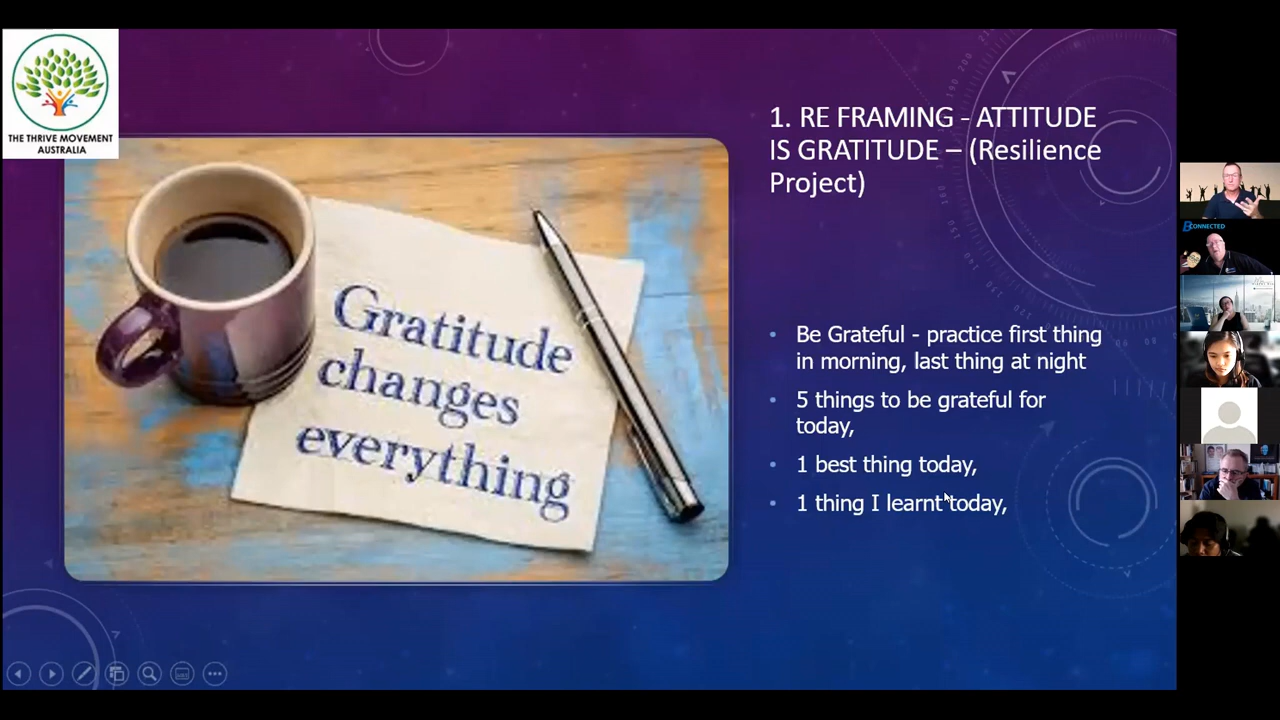 THE THRIVE MOVEMENT
AUSTRALIA
Gratitude
changes
everything
1. RE FRAMING - ATTITUDE
IS GRATITUDE – (Resilience
Project)
• Be Grateful - practice first thing
in morning, last thing at night
• 5 things to be grateful for
today,
• 1 best thing today,
• 1 thing I learnt today,
BCONNECTED